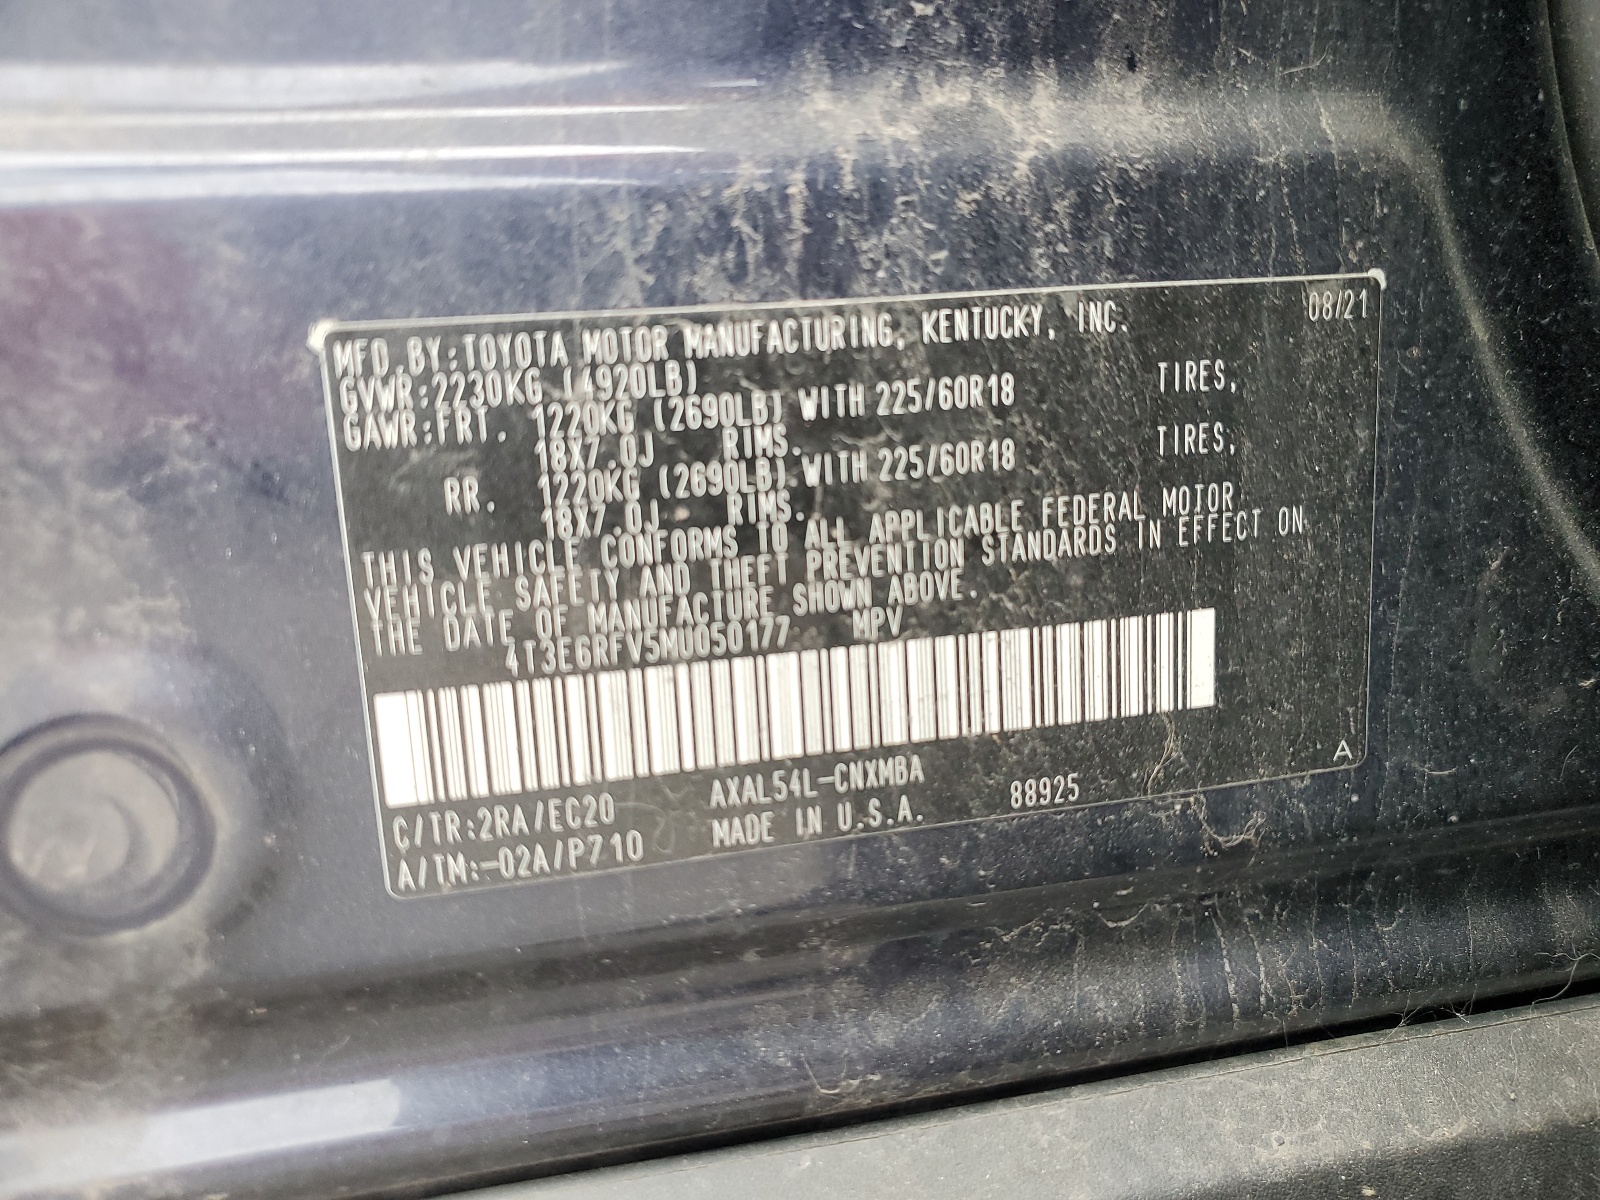 MFD.BY:TOYOTA MOTOR MANUFACTURING, KENTUCKY, INC. 08/21
GVWR:2230KG (4920LB)
GAWR:FRT. 1220KG (2690LB) WITH 225/60R18 TIRES,
18X7.0J RIMS.
RR. 1220KG (2690LB) WITH 225/60R18 TIRES,
18X7.0J RIMS.
THIS VEHICLE CONFORMS TO ALL APPLICABLE FEDERAL MOTOR
VEHICLE SAFETY AND THEFT PREVENTION STANDARDS IN EFFECT ON
THE DATE OF MANUFACTURE SHOWN ABOVE.
4T3E6RFV5MU050177 MPV
C/TR:2RA/EC20 AXAL54L-CNXMBA A
A/TM:-02A/P710 MADE IN U.S.A. 88925